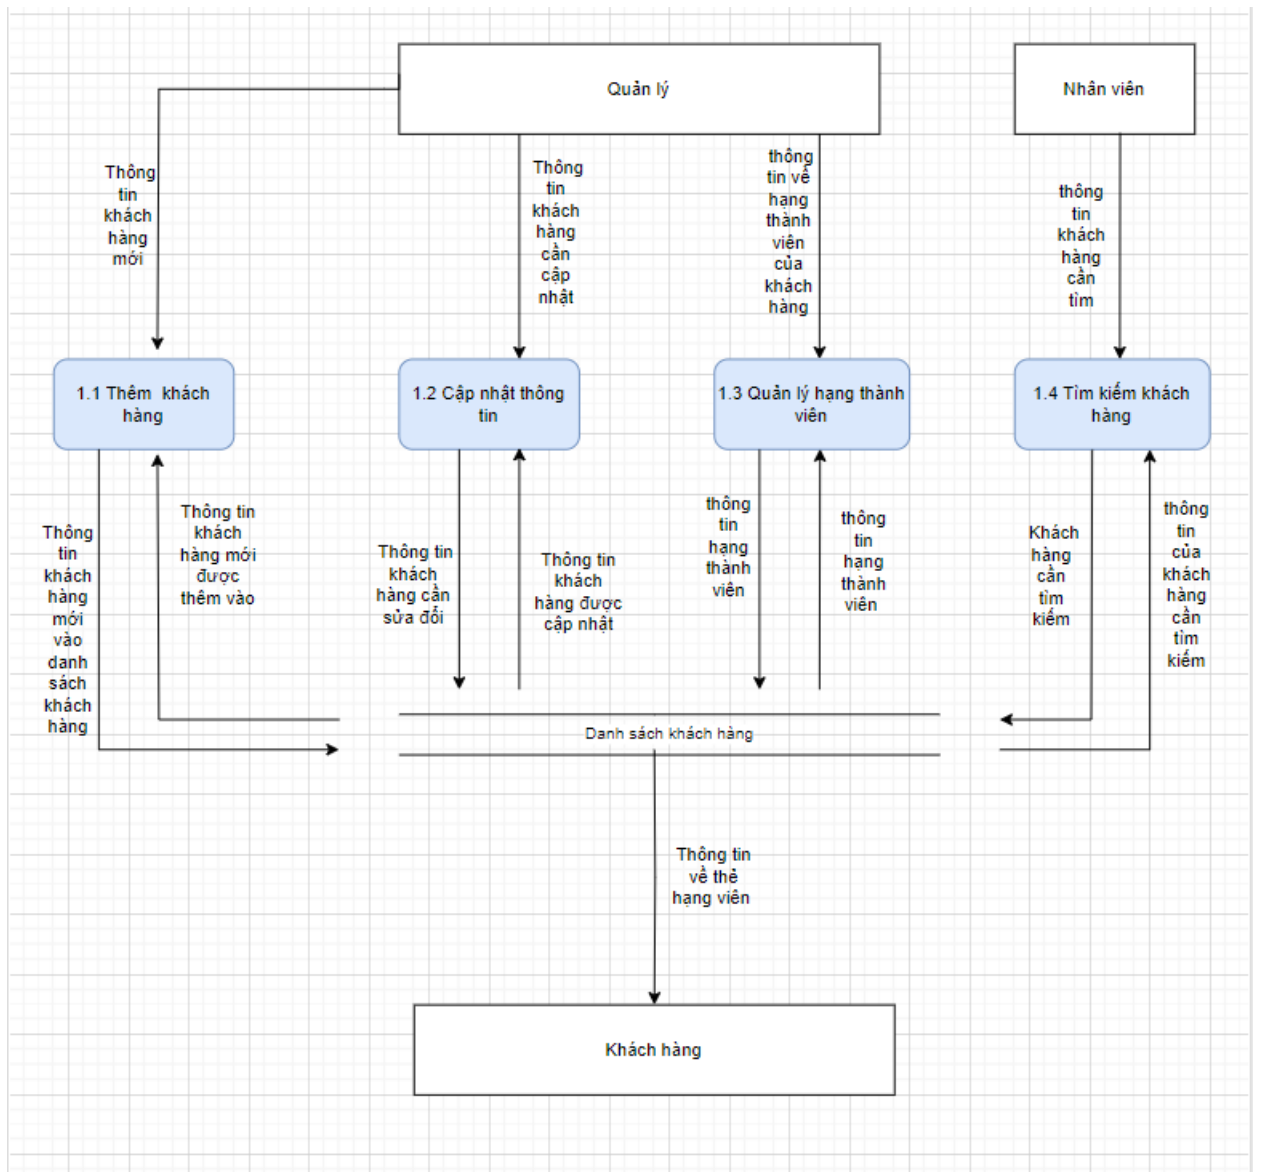 Quản lý
Nhân viên
Thông
tin
khách
hàng
mới
Thông
tin
khách
hàng
cần
cập
nhật
thông
tin về
hạng
thành
viên
của
khách
hàng
thông
tin
khách
hàng
cần
tìm
1.1 Thêm khách
hàng
1.2 Cập nhật thông
tin
1.3 Quản lý hạng thành
viên
1.4 Tìm kiếm khách
hàng
Thông
tin
khách
hàng
mới
vào
danh
sách
khách
hàng
Thông tin
khách
hàng mới
được
thêm vào
Thông tin
khách
hàng cần
sửa đổi
Thông tin
khách
hàng được
cập nhật
thông
tin
hạng
thành
viên
thông
tin
hạng
thành
viên
Khách
hàng
cần
tìm
kiếm
thông
tin
của
khách
hàng
cần
tìm
kiếm
Danh sách khách hàng
Thông tin
về thẻ
hạng viên
Khách hàng